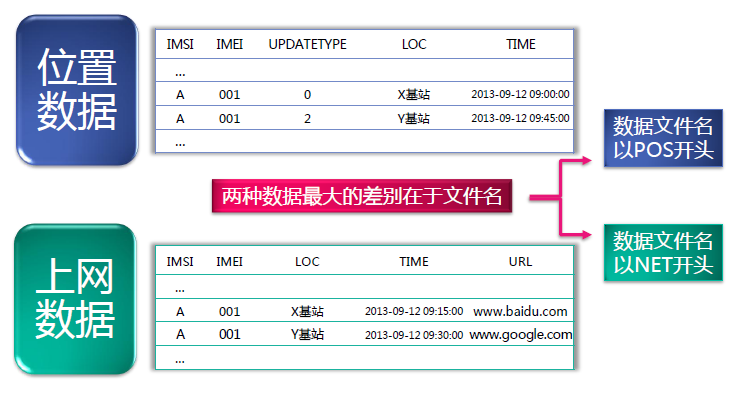 位置
数据
IMSI IMEI UPDATETYPE LOC TIME
...
A 001 0 X基站 2013-09-12 09:00:00
A 001 2 Y基站 2013-09-12 09:45:00
...
数据文件名
以POS开头
两种数据最大的差别在于文件名
数据文件名
以NET开头
上网
数据
IMSI IMEI LOC TIME URL
...
A 001 X基站 2013-09-12 09:15:00 www.baidu.com
A 001 Y基站 2013-09-12 09:30:00 www.google.com
...